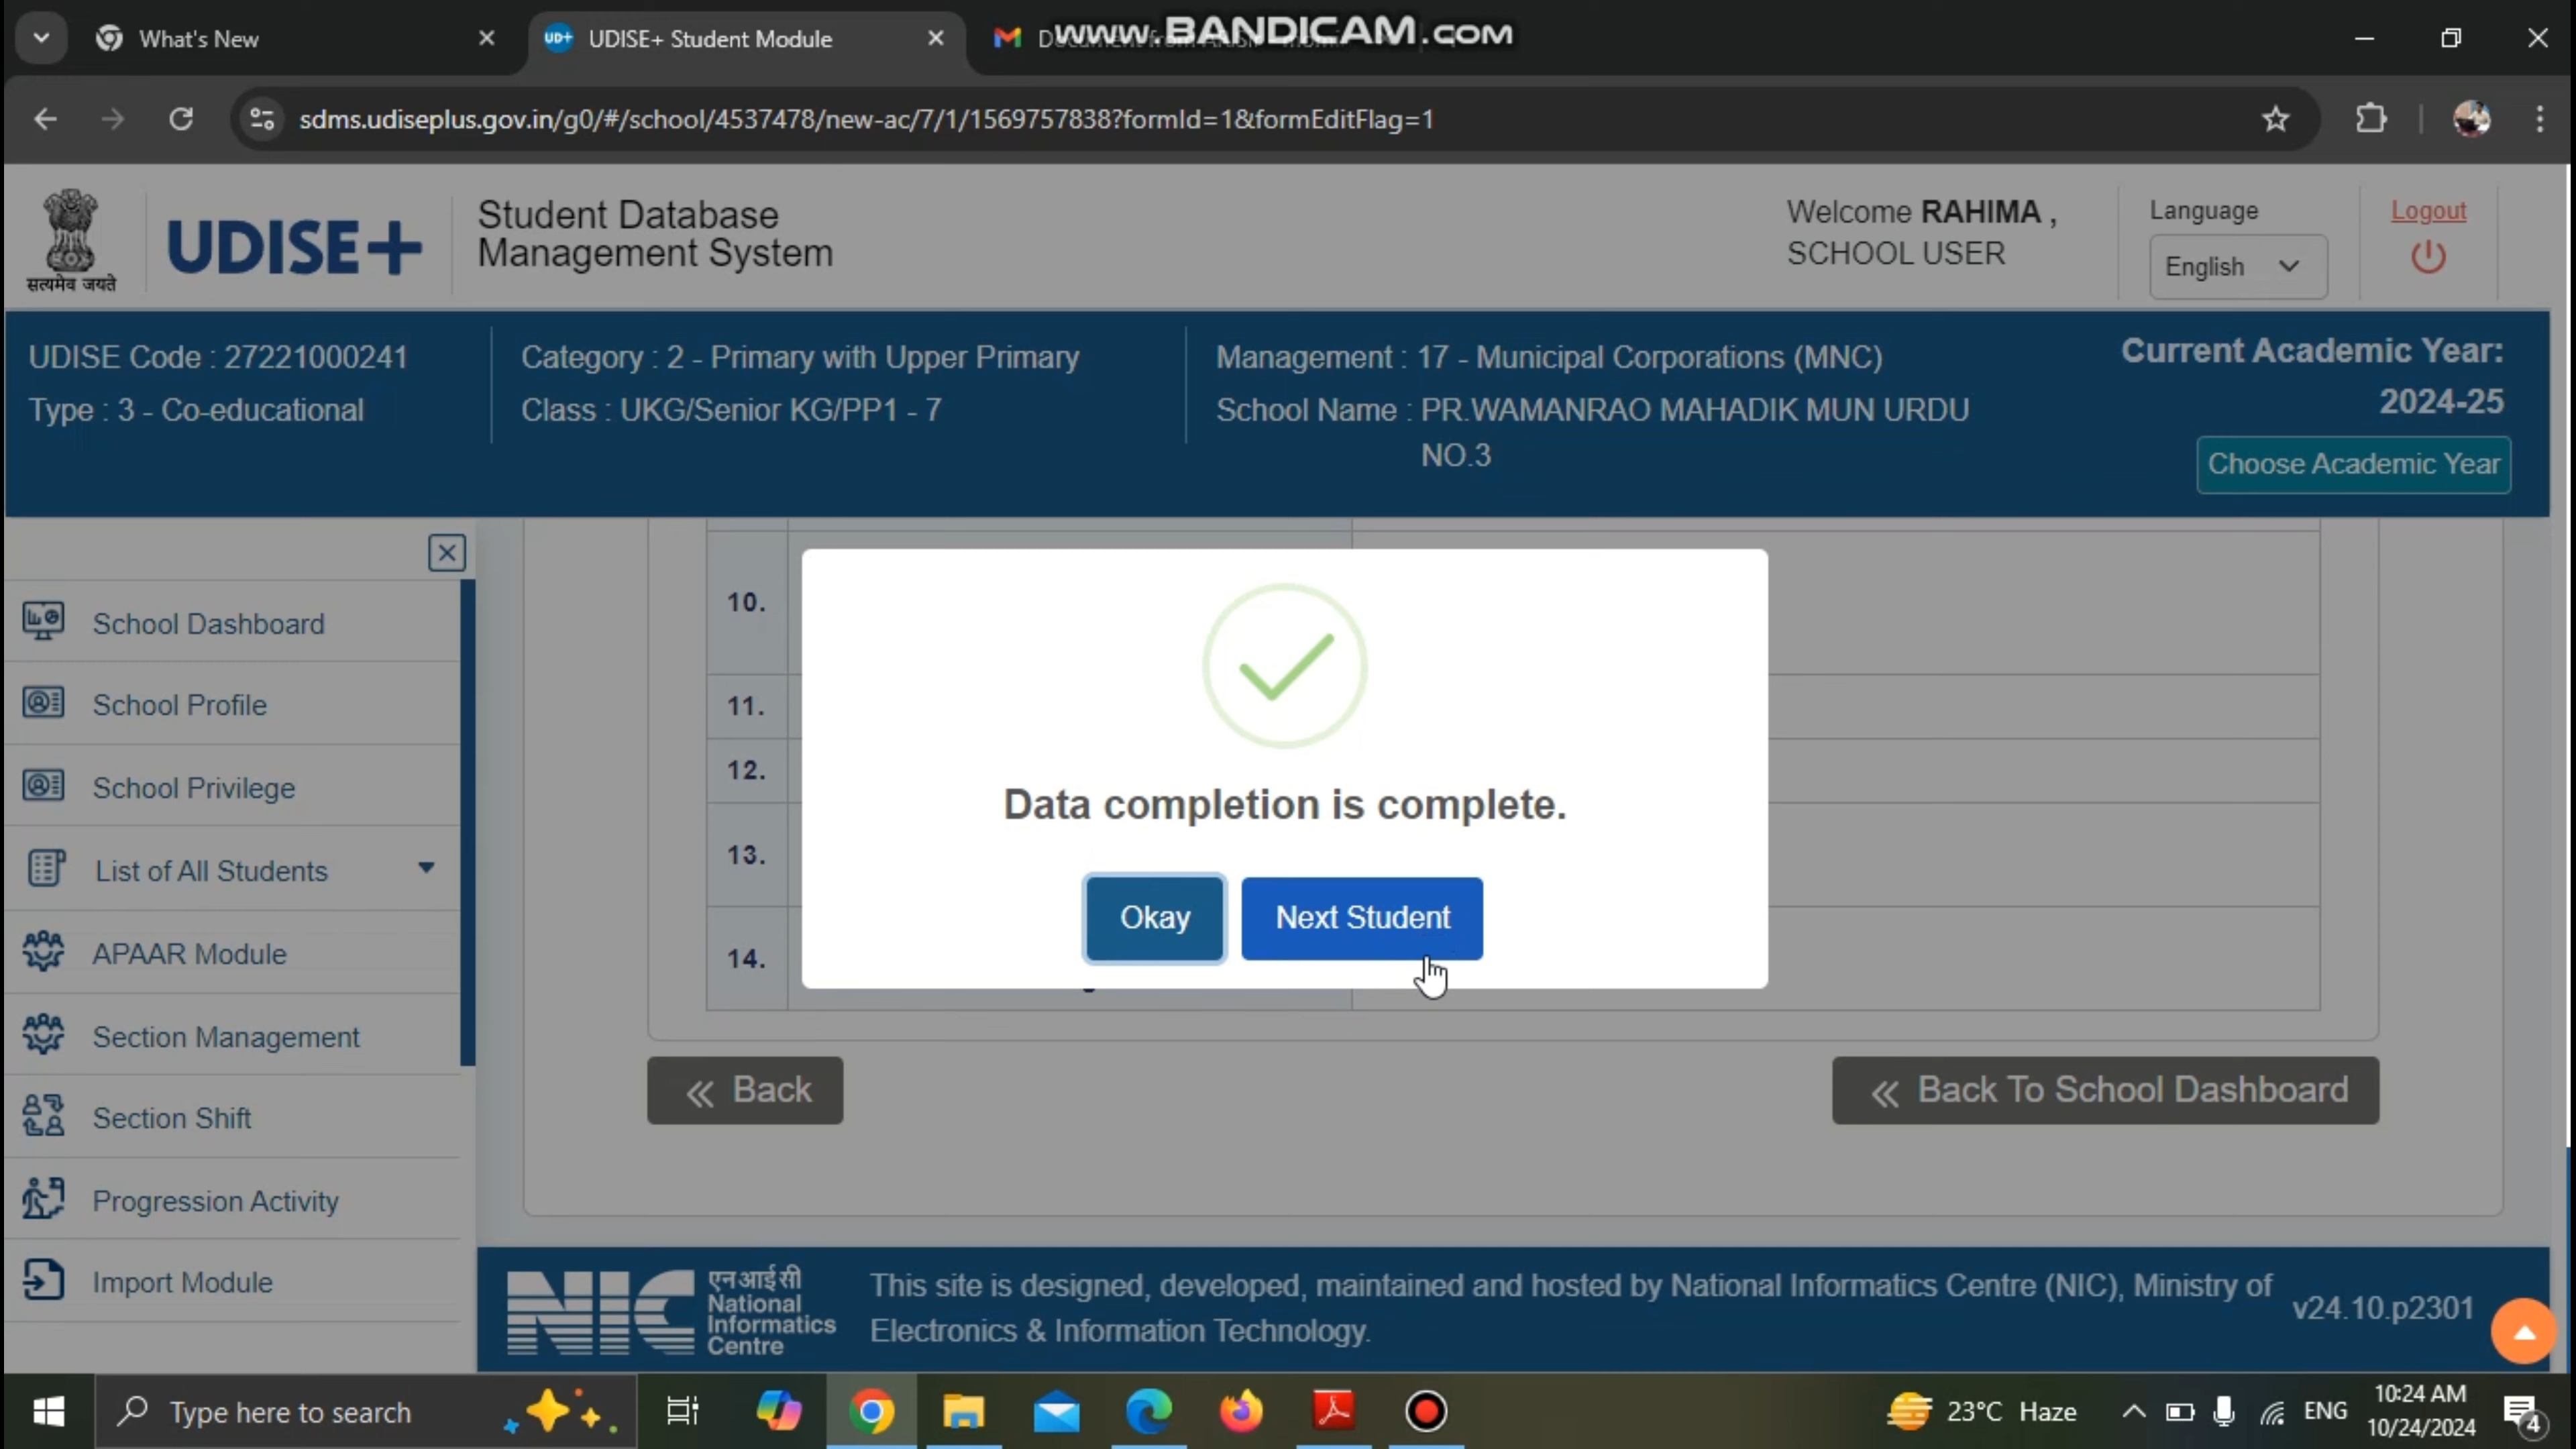 What's New
UDISE+ Student Module
www.BANDICAM.com
sdms.udiseplus.gov.in/g0/#/school/4537478/new-ac/7/1/1569757838?formId=1&formEditFlag=1
सत्यमेव जयते
UDISE+
Student Database
Management System
Welcome RAHIMA ,
SCHOOL USER
Language
English
Logout
UDISE Code : 27221000241
Type : 3 - Co-educational
Category : 2 - Primary with Upper Primary
Class : UKG/Senior KG/PP1 - 7
Management : 17 - Municipal Corporations (MNC)
School Name : PR.WAMANRAO MAHADIK MUN URDU
NO.3
Current Academic Year:
2024-25
Choose Academic Year
School Dashboard
School Profile
School Privilege
List of All Students
APAAR Module
Section Management
Section Shift
Progression Activity
Import Module
10.
11.
12.
13.
14.
Data completion is complete.
Okay
Next Student
Back
Back To School Dashboard
NIC
एन आई सी
National
Informatics
Centre
This site is designed, developed, maintained and hosted by National Informatics Centre (NIC), Ministry of
Electronics & Information Technology.
v24.10.p2301
Type here to search
23°C Haze
ENG
10:24 AM
10/24/2024
4